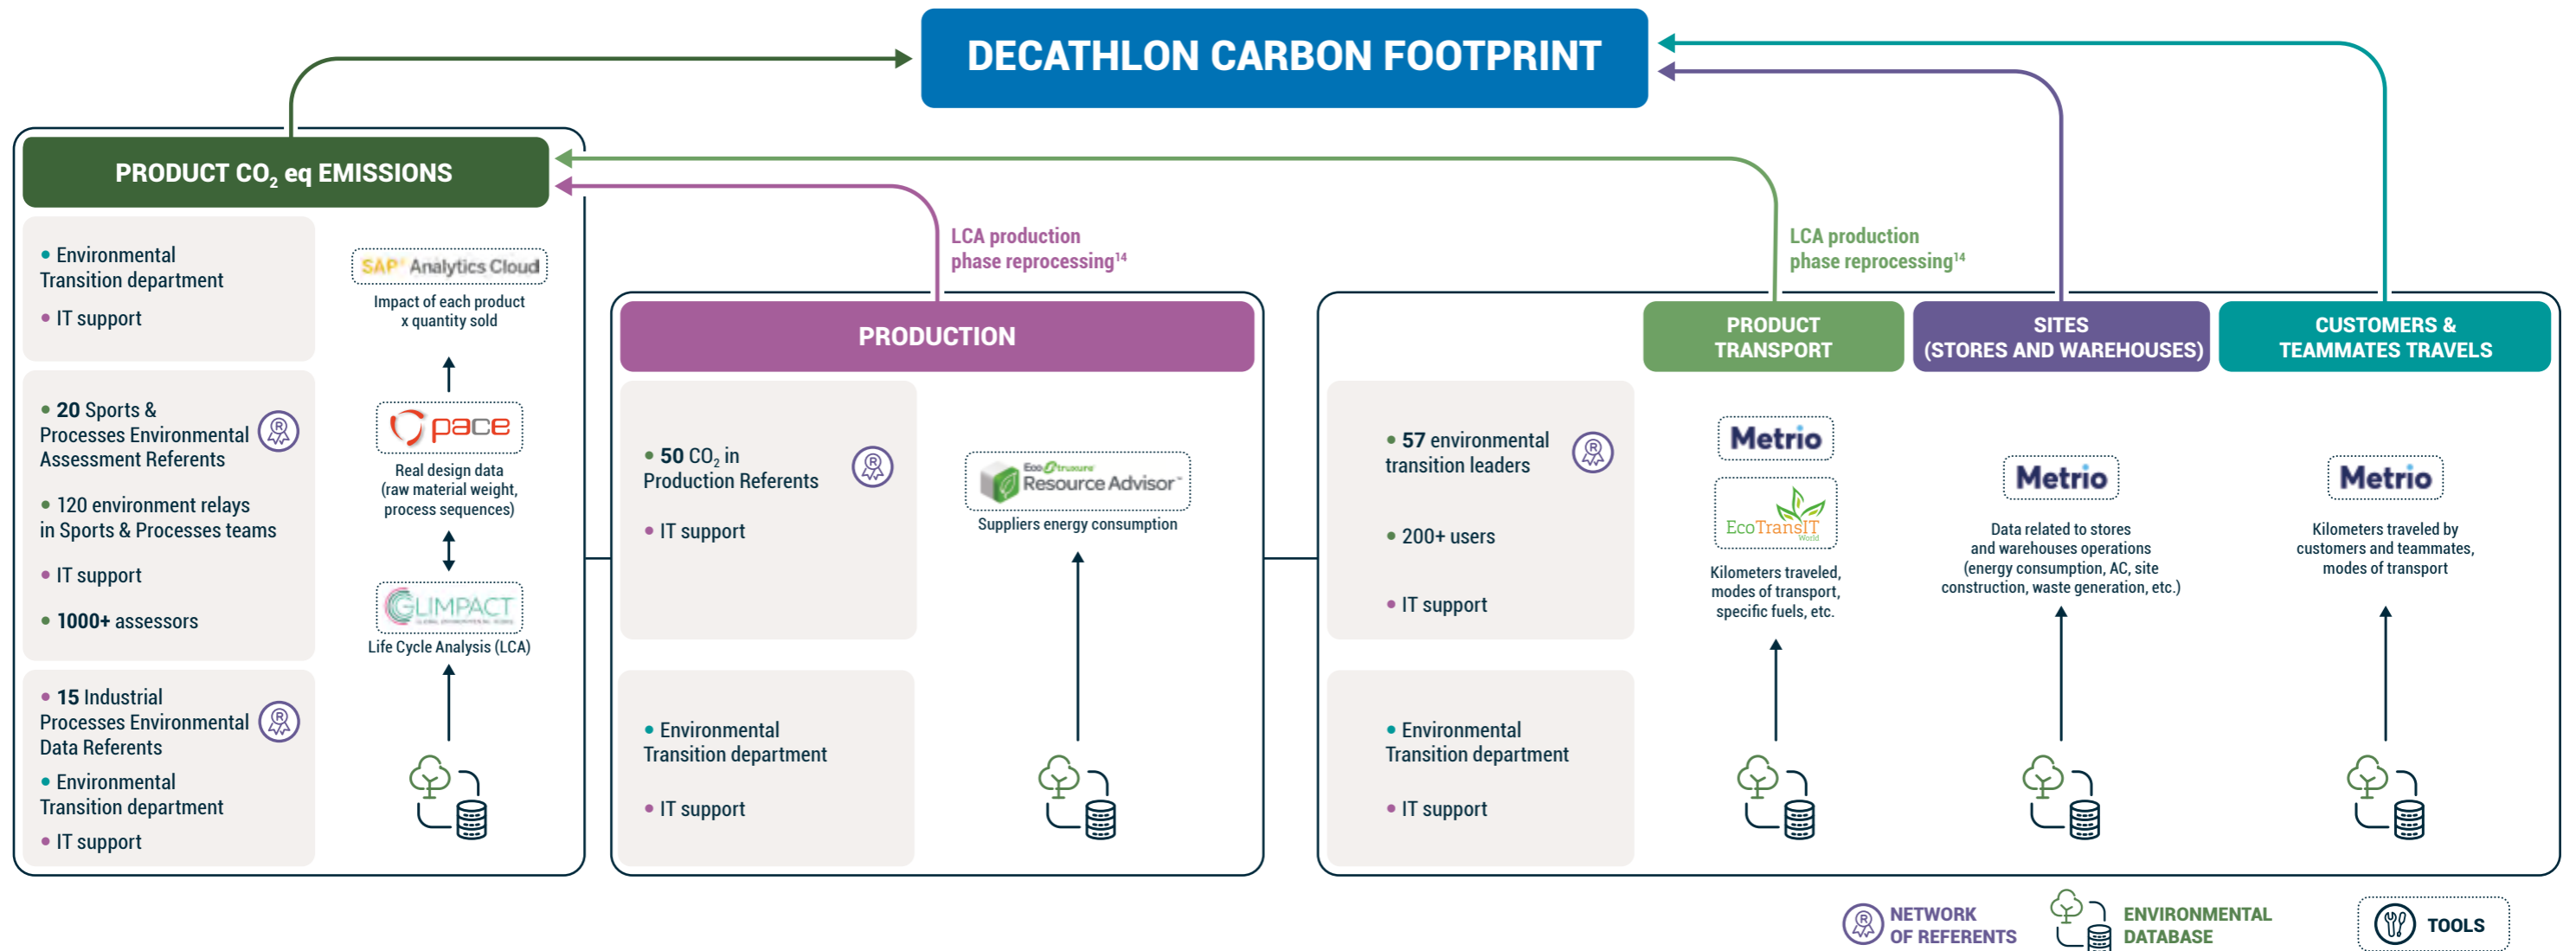 DECATHLON CARBON FOOTPRINT
PRODUCT CO₂ eq EMISSIONS
• Environmental
Transition department
• IT support
SAP Analytics Cloud
Impact of each product
x quantity sold
• 20 Sports &
Processes Environmental
Assessment Referents
R
• 120 environment relays
in Sports & Processes teams
• IT support
• 1000+ assessors
pace
Real design data
(raw material weight,
process sequences)
GLIMPACT
Life Cycle Analysis (LCA)
• 15 Industrial
Processes Environmental
Data Referents
R
• Environmental
Transition department
• IT support
LCA production
phase reprocessing¹⁴
PRODUCTION
• 50 CO₂ in
Production Referents
R
• IT support
EcoStruxure
Resource Advisor™
Suppliers energy consumption
• Environmental
Transition department
• IT support
LCA production
phase reprocessing¹⁴
• 57 environmental
transition leaders
R
• 200+ users
• IT support
• Environmental
Transition department
• IT support
PRODUCT
TRANSPORT
Metrio
EcoTransIT
World
Kilometers traveled,
modes of transport,
specific fuels, etc.
SITES
(STORES AND WAREHOUSES)
Metrio
Data related to stores
and warehouses operations
(energy consumption, AC, site
construction, waste generation, etc.)
CUSTOMERS &
TEAMMATES TRAVELS
Metrio
Kilometers traveled by
customers and teammates,
modes of transport
R
NETWORK
OF REFERENTS
ENVIRONMENTAL
DATABASE
TOOLS